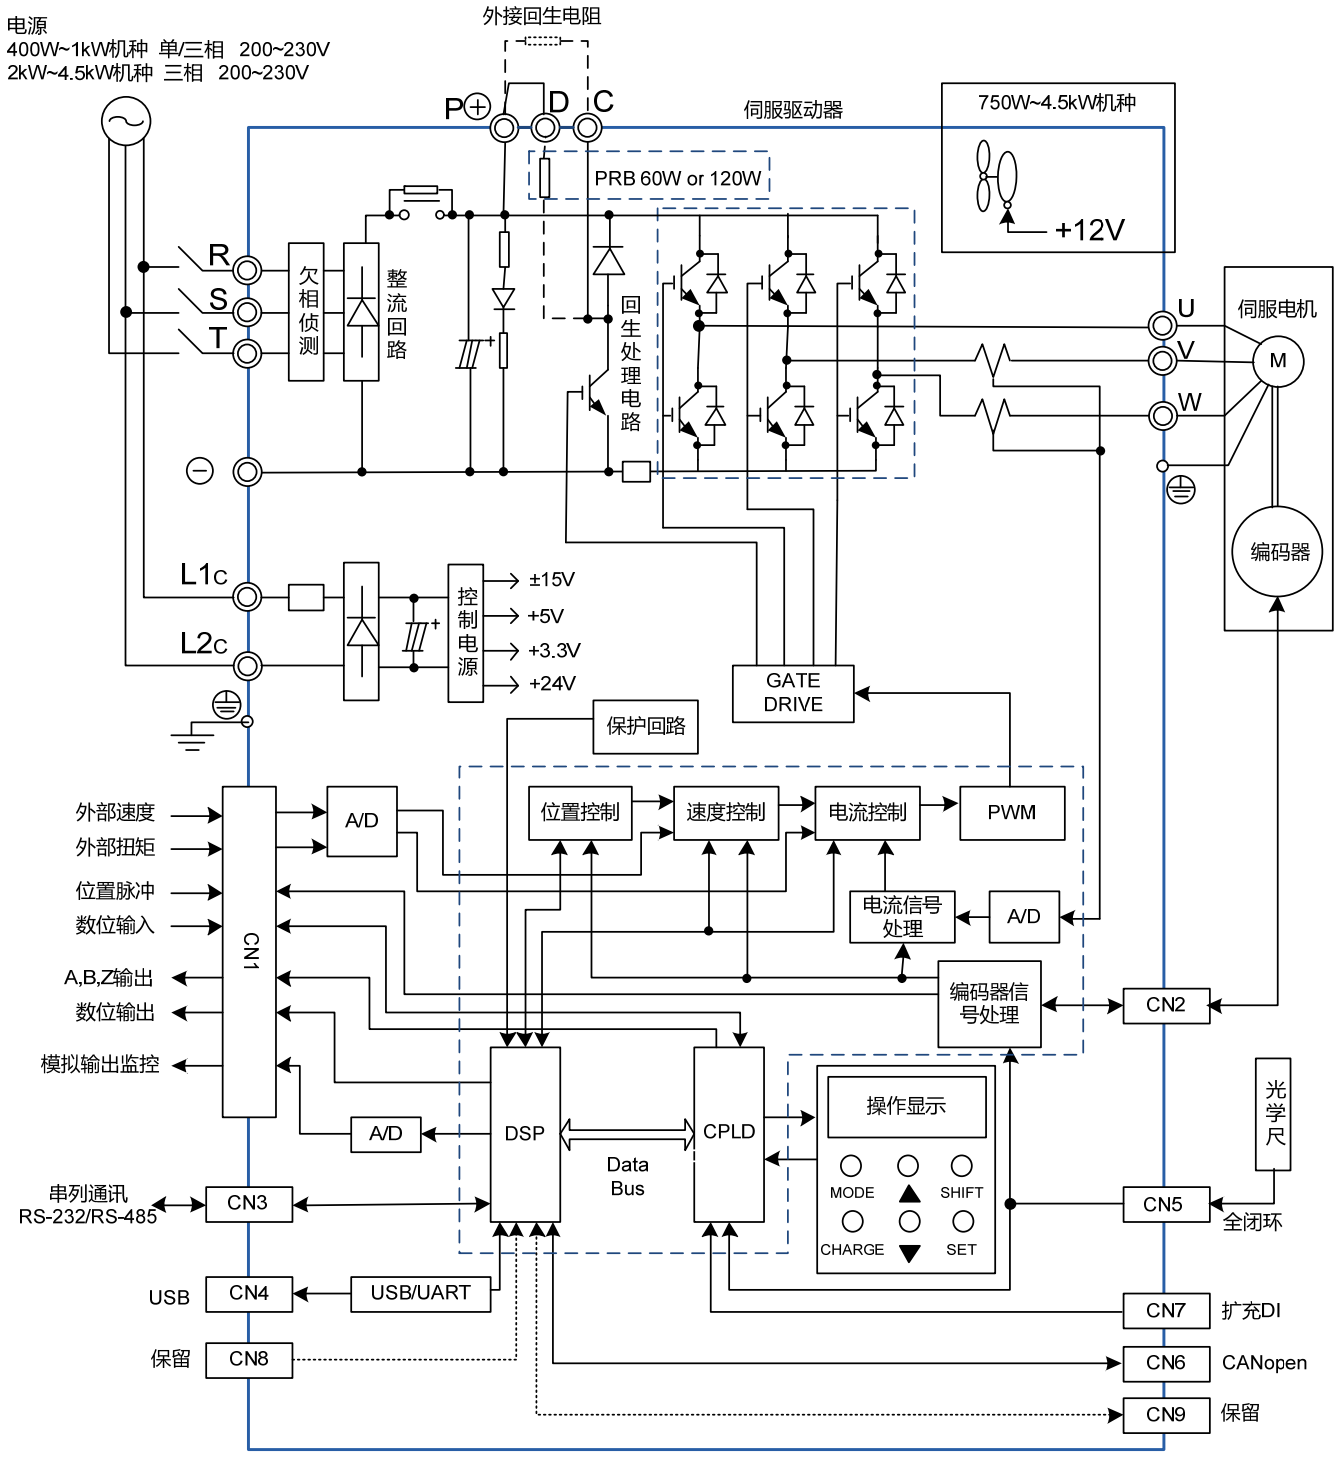 外接回生电阻
电源
400W~1kW机种 单/三相 200~230V
2kW~4.5kW机种 三相 200~230V
P
D
C
伺服驱动器
750W~4.5kW机种
PRB 60W or 120W
+12V
R
S
T
欠相侦测
整流回路
+
回生处理电路
伺服电机
U
V
W
M
编码器
L1C
L2C
+
控制电源
±15V
+5V
+3.3V
+24V
GATE
DRIVE
保护回路
外部速度
外部扭矩
位置脉冲
数位输入
A,B,Z输出
数位输出
模拟输出监控
CN1
A/D
位置控制
速度控制
电流控制
PWM
电流信号
处理
A/D
编码器信
号处理
CN2
A/D
DSP
Data
Bus
CPLD
操作显示
MODE
SHIFT
CHARGE
SET
光学尺
串列通讯
RS-232/RS-485
CN3
CN5
全闭环
USB
CN4
USB/UART
CN7
扩充DI
保留
CN8
CN6
CANopen
CN9
保留